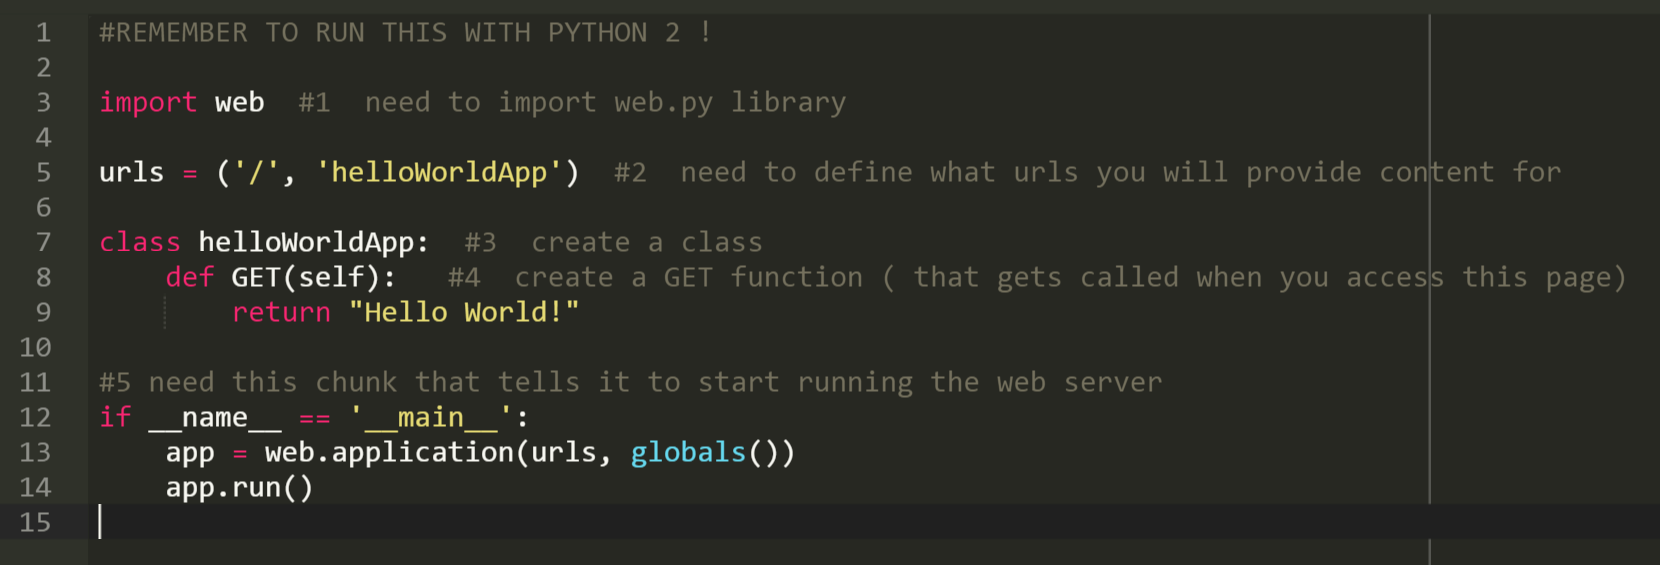 1 #REMEMBER TO RUN THIS WITH PYTHON 2 !
2
3 import web  #1  need to import web.py library
4
5 urls = ('/', 'helloWorldApp')  #2  need to define what urls you will provide content for
6
7 class helloWorldApp:  #3  create a class
8     def GET(self):   #4  create a GET function ( that gets called when you access this page)
9         return "Hello World!"
10
11 #5 need this chunk that tells it to start running the web server
12 if __name__ == '__main__':
13     app = web.application(urls, globals())
14     app.run()
15